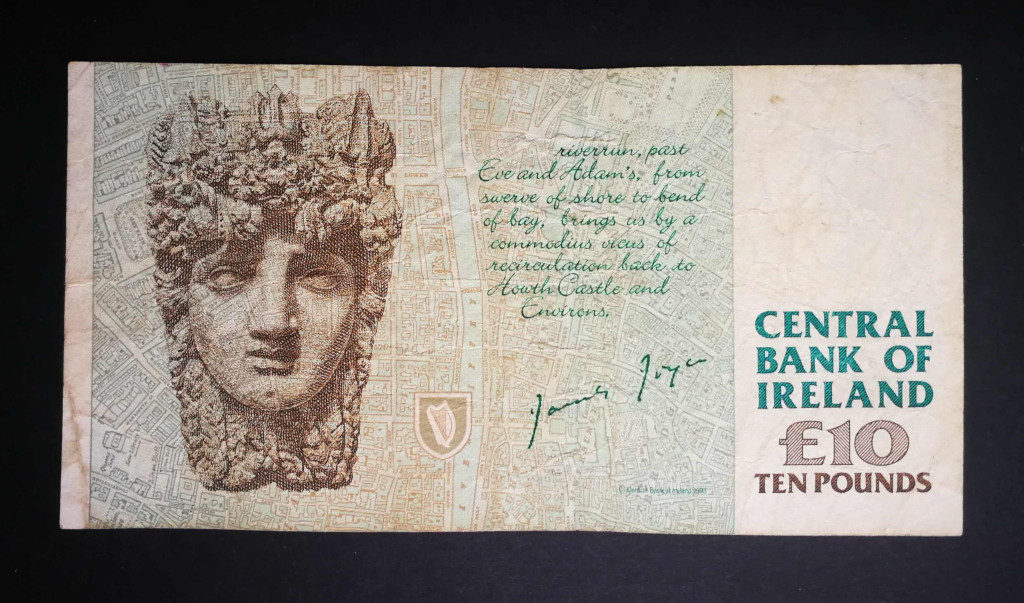 riverrun, past
Eve and Adam's, from
swerve of shore to bend
of bay, brings us by a
commodius vicus of
recirculation back to
Howth Castle and
Environs.
James Joyce
CENTRAL
BANK OF
IRELAND
£10
TEN POUNDS